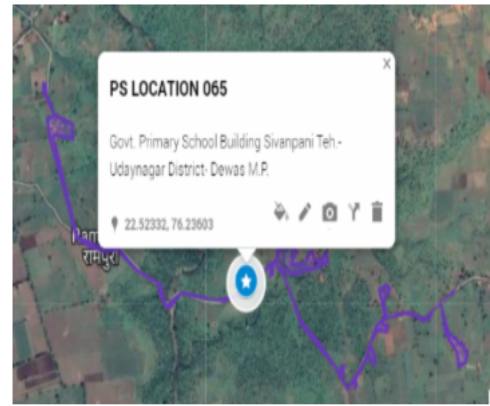 X
PS LOCATION 065
Govt. Primary School Building Sivanpani Teh.-
Udaynagar District- Dewas M.P.
22.52332, 76.23603
रामपुरा